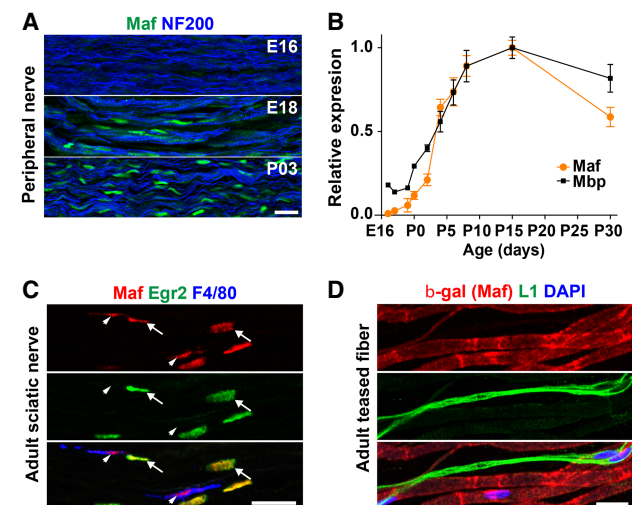 A
Maf NF200
Peripheral nerve
E16
E18
P03
B
Relative expresion
1.0
0.5
0.0
Maf
Mbp
E16 P0 P5 P10 P15 P20 P25 P30
Age (days)
C
Maf Egr2 F4/80
Adult sciatic nerve
D
b-gal (Maf) L1 DAPI
Adult teased fiber